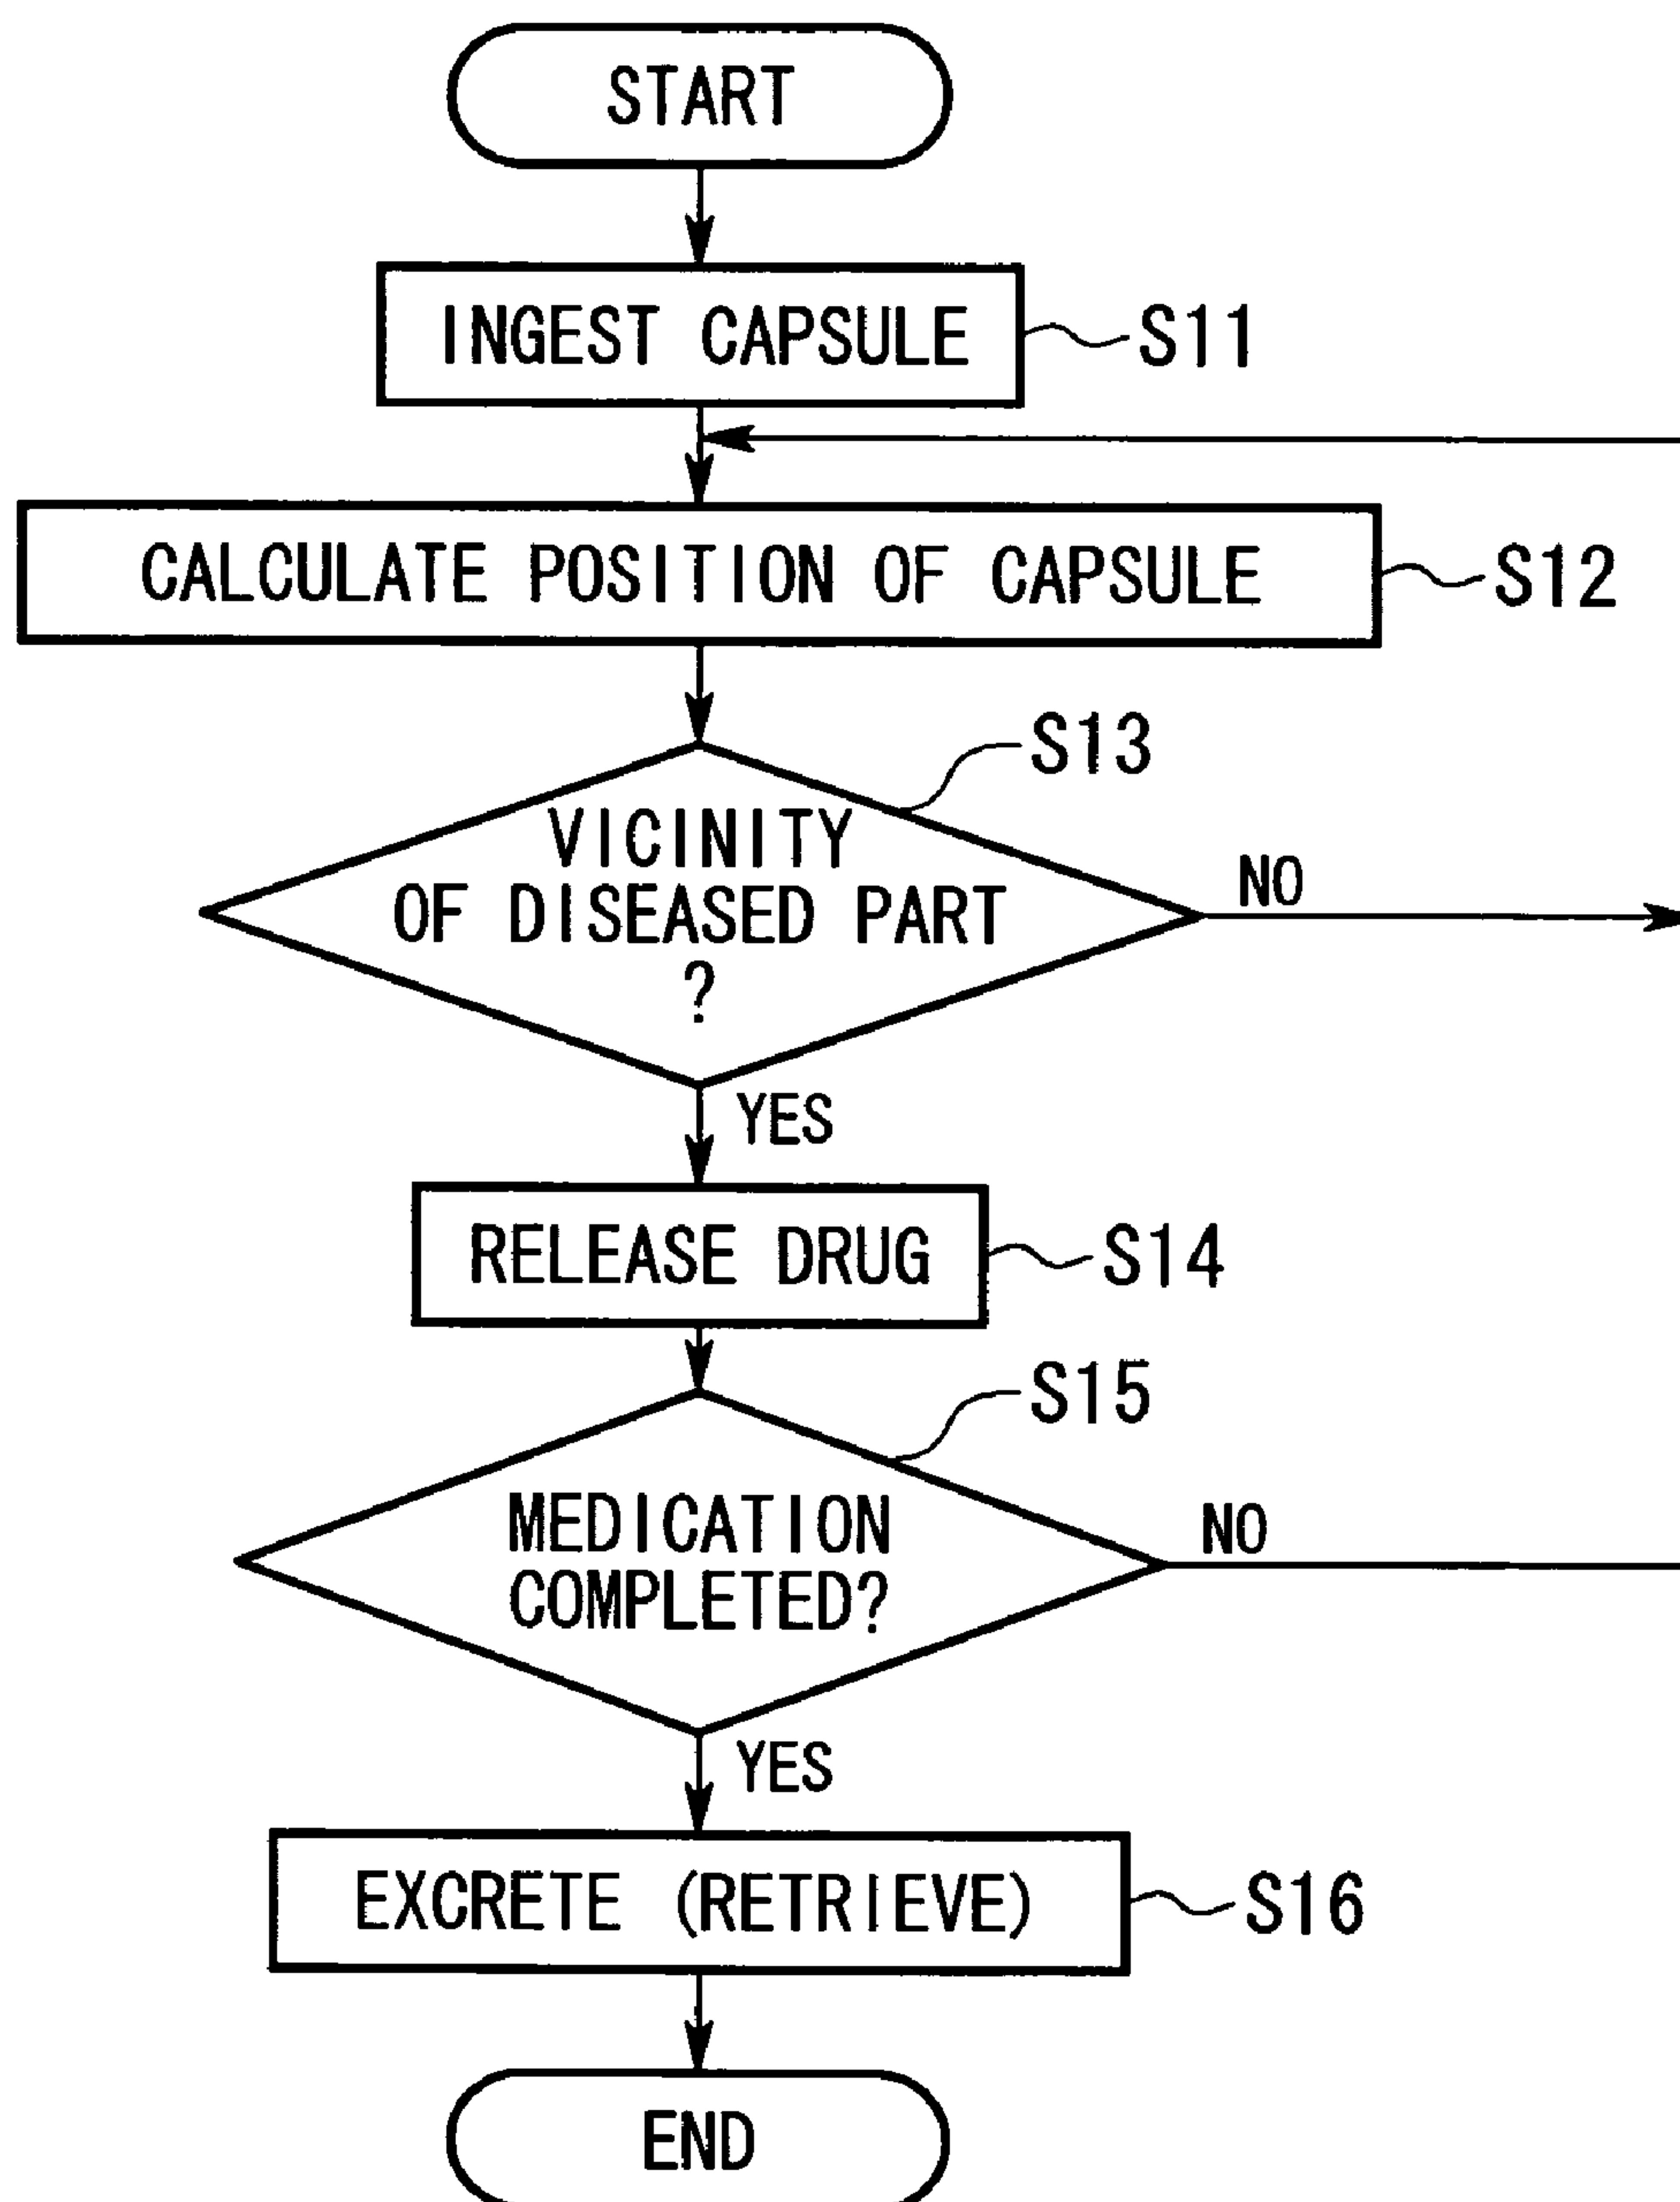 START
INGEST CAPSULE
S11
CALCULATE POSITION OF CAPSULE
S12
S13
VICINITY
OF DISEASED PART
?
NO
YES
RELEASE DRUG
S14
S15
MEDICATION
COMPLETED?
NO
YES
EXCRETE (RETRIEVE)
S16
END